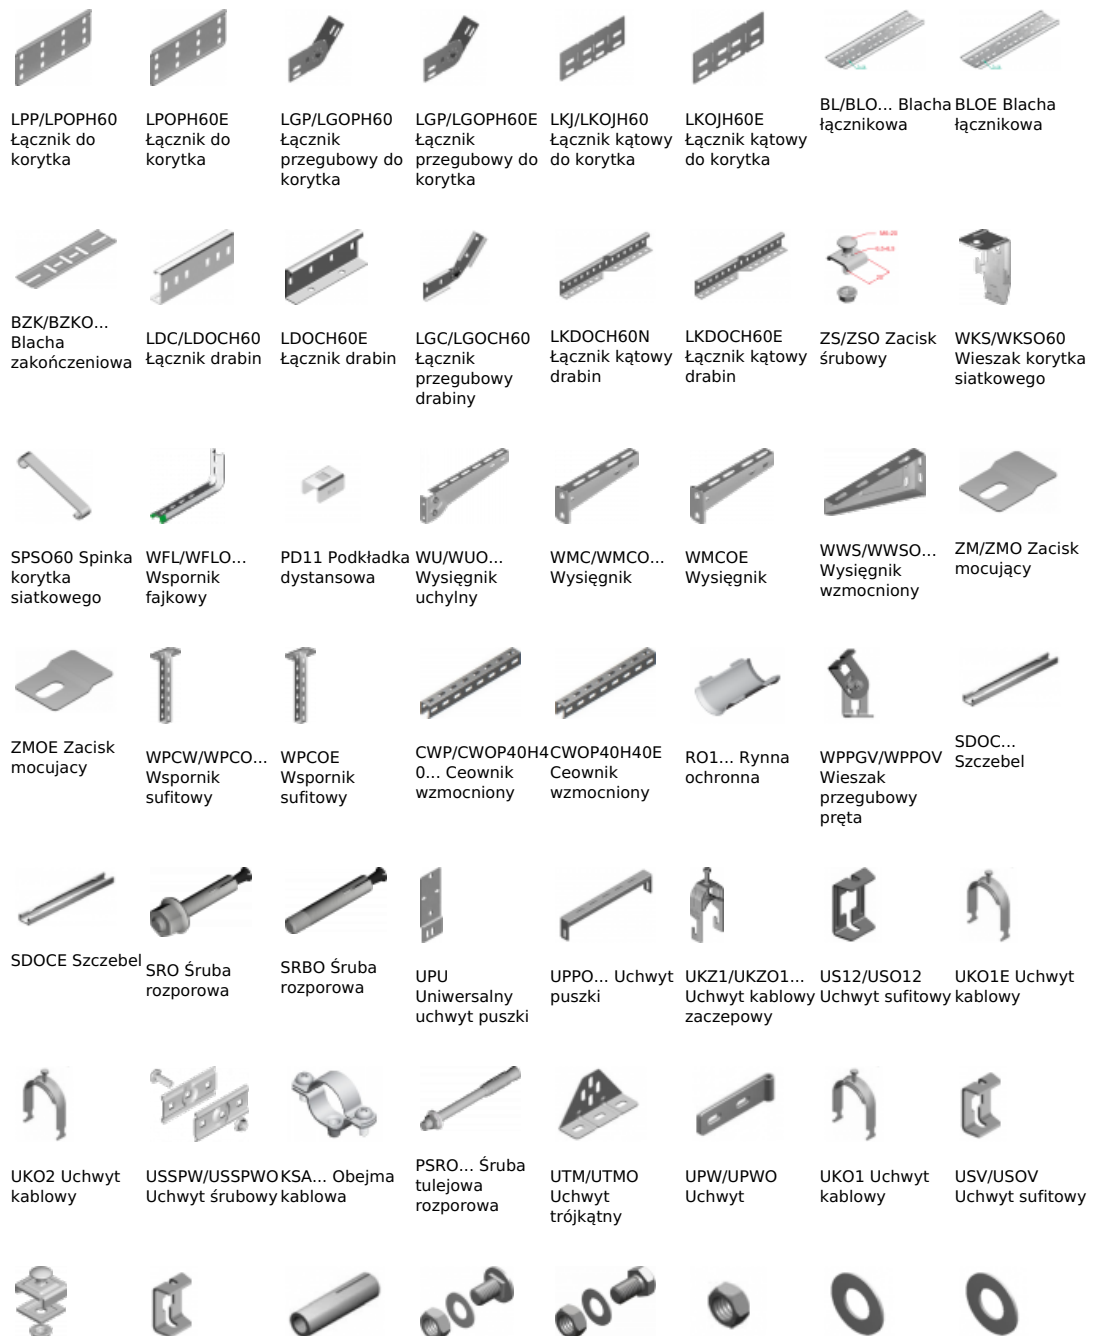 LPP/LPOPH60
Łącznik do
korytka
LPOPH60E
Łącznik do
korytka
LGP/LGOPH60
Łącznik
przegubowy do
korytka
LGP/LGOPH60E
Łącznik
przegubowy do
korytka
LKJ/LKOJH60
Łącznik kątowy
do korytka
LKOJH60E
Łącznik kątowy
do korytka
BL/BLO... Blacha
łącznikowa
BLOE Blacha
łącznikowa
BZK/BZKO...
Blacha
zakończeniowa
LDC/LDOCH60
Łącznik drabin
LDOCH60E
Łącznik drabin
LGC/LGOCH60
Łącznik
przegubowy
drabiny
LKDOCH60N
Łącznik kątowy
drabin
LKDOCH60E
Łącznik kątowy
drabin
ZS/ZSO Zacisk
śrubowy
WKS/WKSO60
Wieszak korytka
siatkowego
SPSO60 Spinka
korytka
siatkowego
WFL/WFLO...
Wspornik
fajkowy
PD11 Podkładka
dystansowa
WU/WUO...
Wysięgnik
uchylny
WMC/WMCO...
Wysięgnik
WMCOE
Wysięgnik
WWS/WWSO...
Wysięgnik
wzmocniony
ZM/ZMO Zacisk
mocujący
ZMOE Zacisk
mocujacy
WPCW/WPCO...
Wspornik
sufitowy
WPCOE
Wspornik
sufitowy
CWP/CWOP40H4
0... Ceownik
wzmocniony
CWOP40H40E
Ceownik
wzmocniony
RO1... Rynna
ochronna
WPPGV/WPPOV
Wieszak
przegubowy
pręta
SDOC...
Szczebel
SDOCE Szczebel
SRO Śruba
rozporowa
SRBO Śruba
rozporowa
UPU
Uniwersalny
uchwyt puszki
UPPO... Uchwyt
puszki
UKZ1/UKZO1...
Uchwyt kablowy
zaczepowy
US12/USO12
Uchwyt sufitowy
UKO1E Uchwyt
kablowy
UKO2 Uchwyt
kablowy
USSPW/USSPWO
Uchwyt śrubowy
KSA... Obejma
kablowa
PSRO... Śruba
tulejowa
rozporowa
UTM/UTMO
Uchwyt
trójkątny
UPW/UPWO
Uchwyt
UKO1 Uchwyt
kablowy
USV/USOV
Uchwyt sufitowy